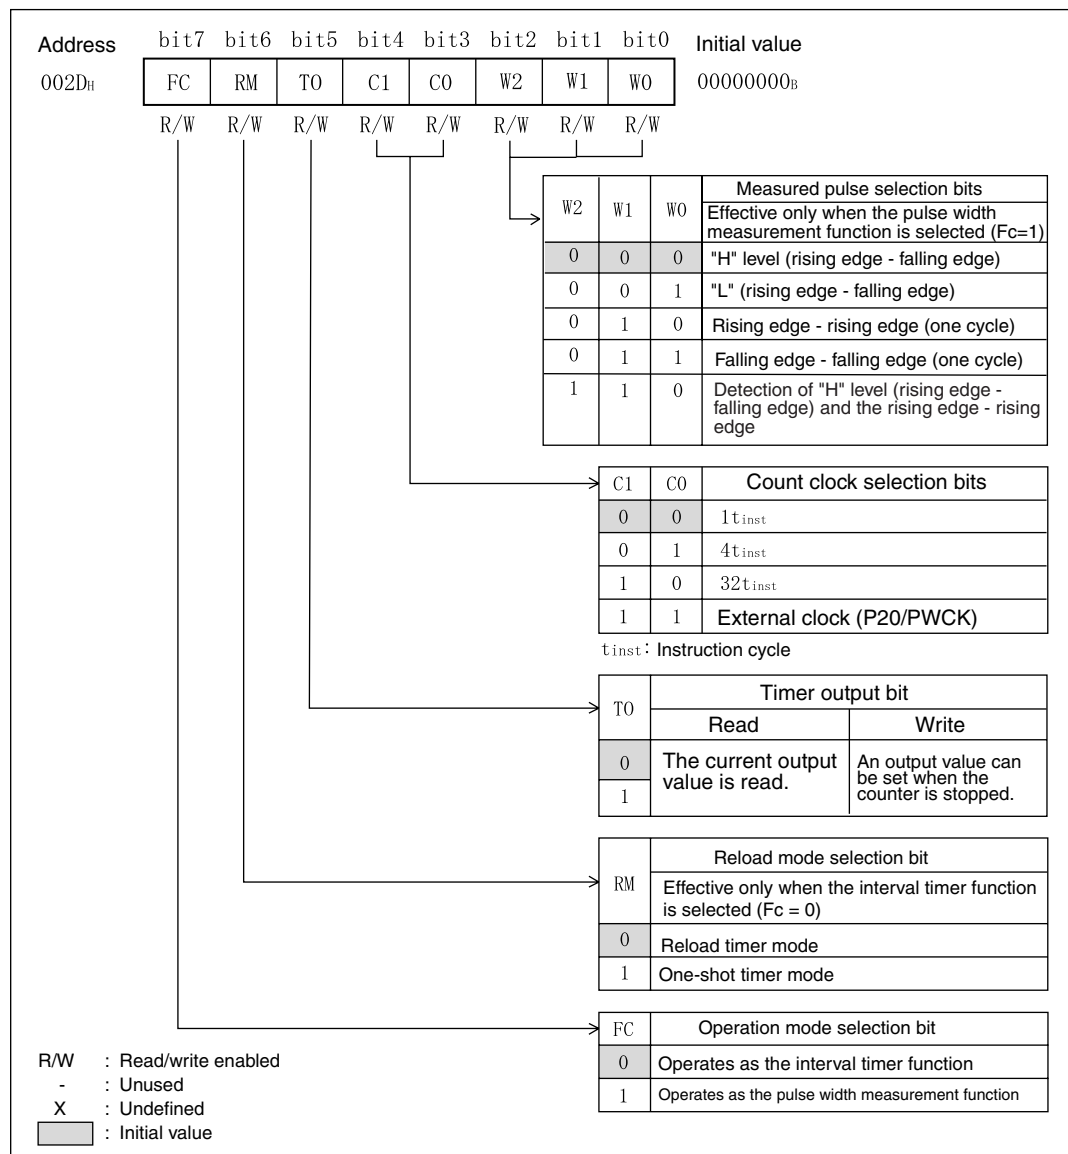 Address bit7 bit6 bit5 bit4 bit3 bit2 bit1 bit0 Initial value
002DH FC RM TO C1 C0 W2 W1 W0 00000000B
R/W R/W R/W R/W R/W R/W R/W R/W
W2 W1 W0 Measured pulse selection bits
Effective only when the pulse width
measurement function is selected (Fc=1)
0 0 0 "H" level (rising edge - falling edge)
0 0 1 "L" (rising edge - falling edge)
0 1 0 Rising edge - rising edge (one cycle)
0 1 1 Falling edge - falling edge (one cycle)
1 1 0 Detection of "H" level (rising edge -
falling edge) and the rising edge - rising
edge
C1 C0 Count clock selection bits
0 0 1tinst
0 1 4tinst
1 0 32tinst
1 1 External clock (P20/PWCK)
tinst: Instruction cycle
TO Timer output bit
Read Write
0 The current output An output value can
value is read. be set when the
1 counter is stopped.
RM Reload mode selection bit
Effective only when the interval timer function
is selected (Fc = 0)
0 Reload timer mode
1 One-shot timer mode
FC Operation mode selection bit
0 Operates as the interval timer function
1 Operates as the pulse width measurement function
R/W : Read/write enabled
- : Unused
X : Undefined
: Initial value